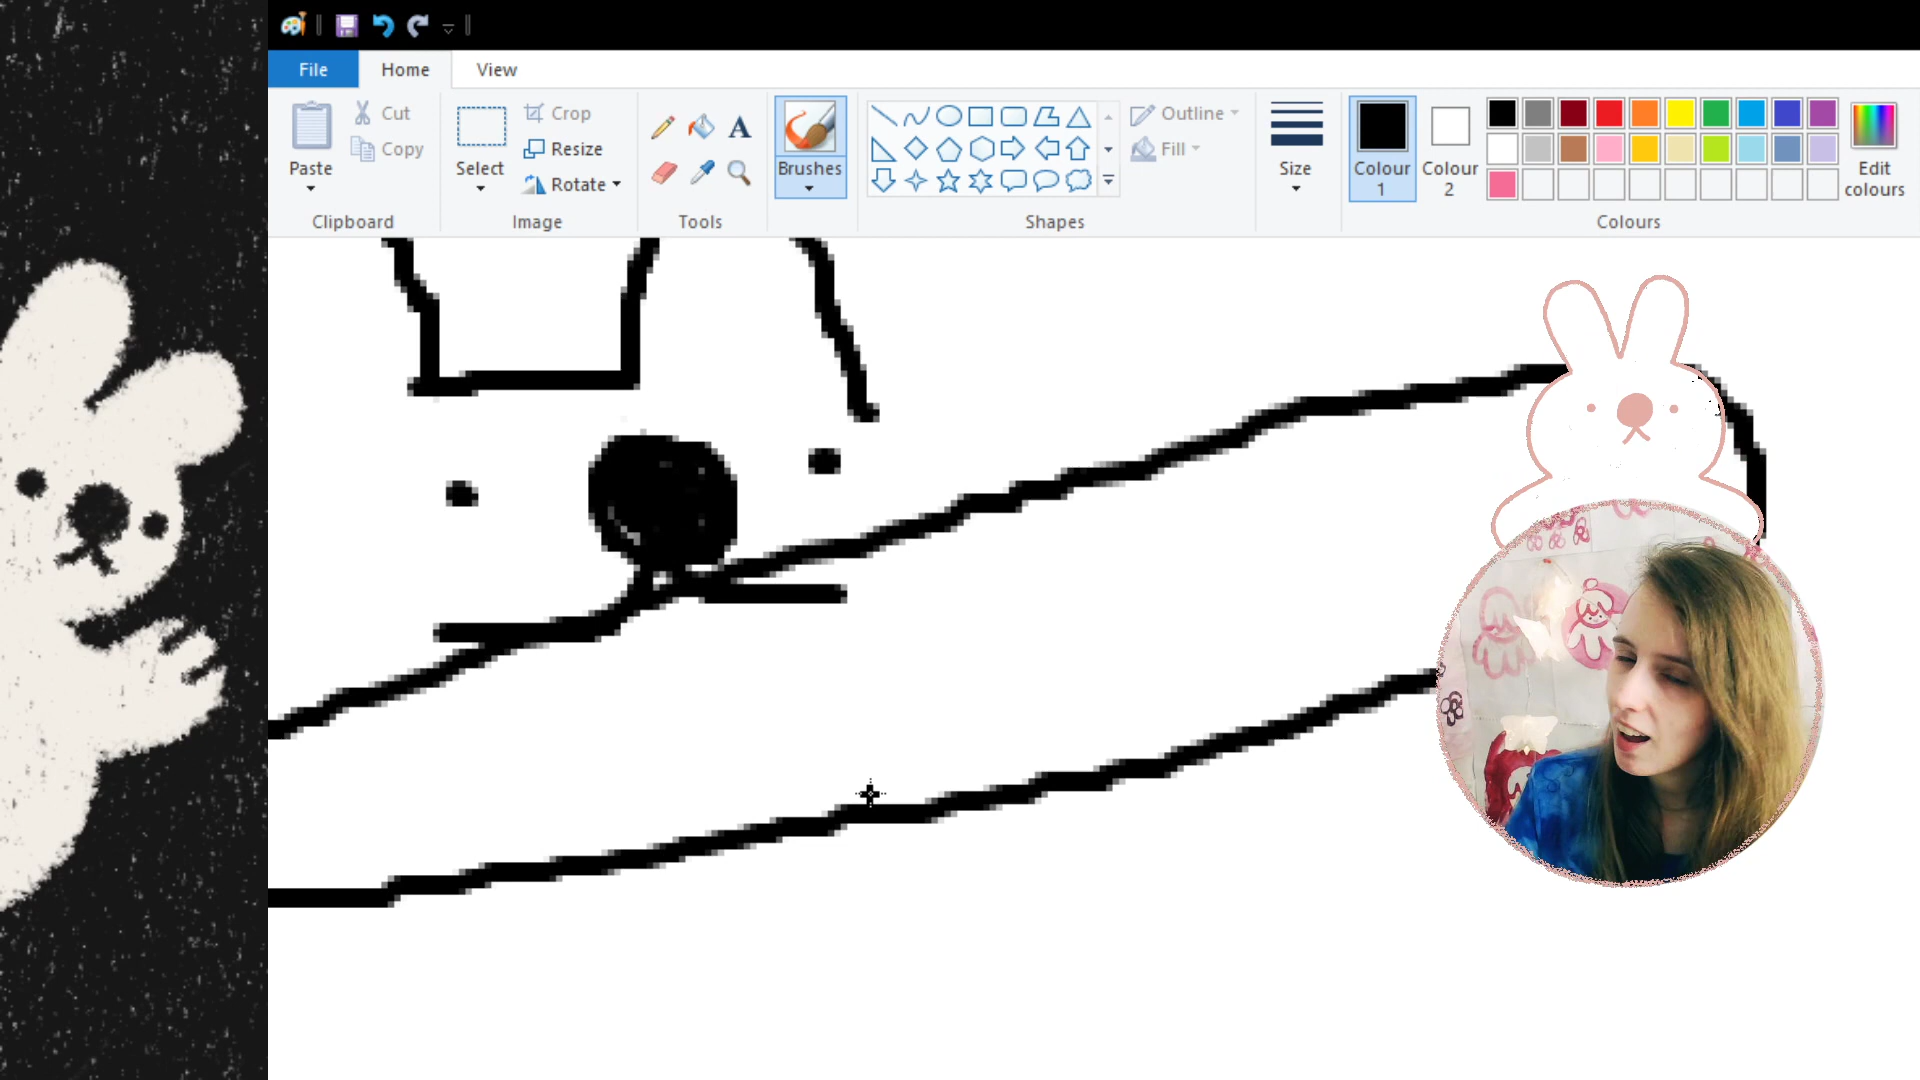 File Home View
Paste
Cut
Copy
Clipboard
Select
Crop
Resize
Rotate
Image
A
Tools
Brushes
Shapes
Outline
Fill
Size
Colour 1
Colour 2
Edit colours
Colours